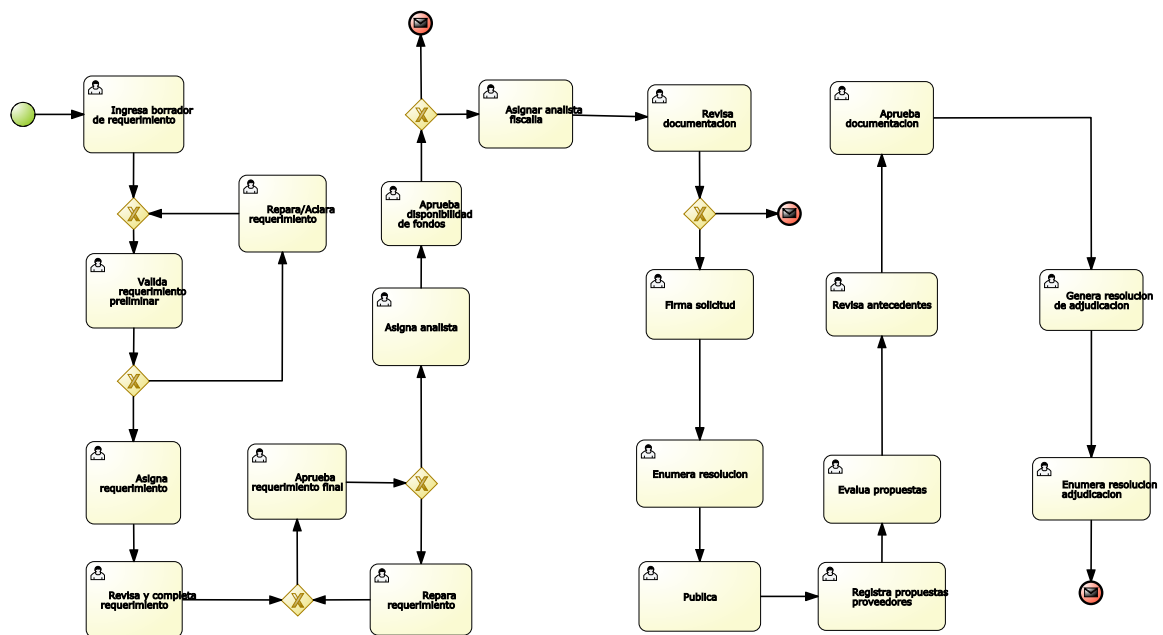 Ingresa borrador
de requerimiento
Repara/Aclara
requerimiento
Valida
requerimiento
preliminar
Asigna
requerimiento
Revisa y completa
requerimiento
Aprueba
requerimiento final
Repara
requerimiento
Asigna analista
Aprueba
disponibilidad
de fondos
Asignar analista
fiscalia
Revisa
documentacion
Firma solicitud
Enumera resolucion
Publica
Registra propuestas
proveedores
Evalua propuestas
Revisa antecedentes
Aprueba
documentacion
Genera resolucion
de adjudicacion
Enumera resolucion
adjudicacion